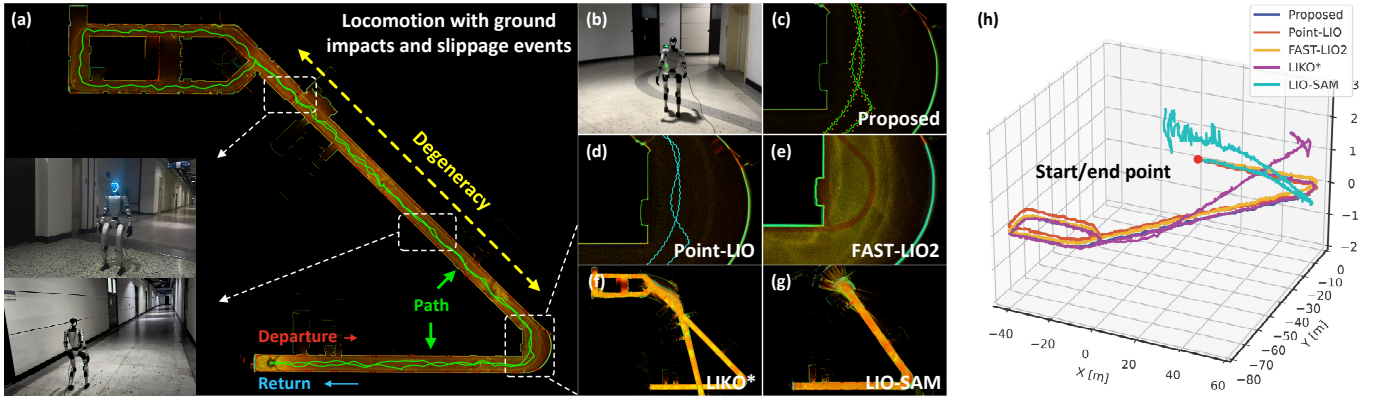 (a)
Locomotion with ground
impacts and slippage events
Degeneracy
Path
Departure →
Return ←
(b)
(c)
Proposed
(d)
Point-LIO
(e)
FAST-LIO2
(f)
LIKO*
(g)
LIO-SAM
(h)
Proposed
Point-LIO
FAST-LIO2
LIKO*
LIO-SAM
Start/end point
3
2
1
0
−1
−2
0
−10
−20
−30
−40
−50
−60
−70
−80
Y [m]
−40
−20
0
20
40
60
X [m]